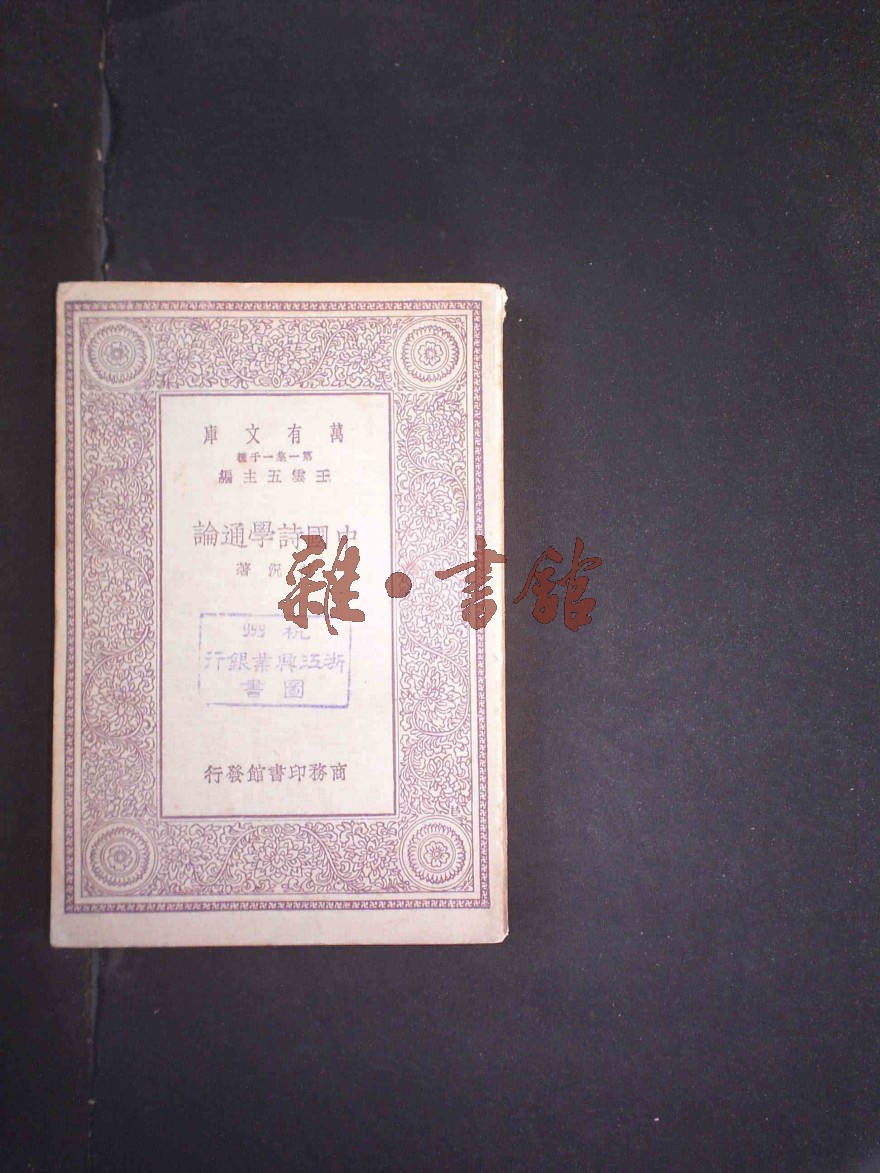 萬有文庫
第一集一千種
王雲五主編
中國詩學通論
況著
杭州
浙江興業銀行
圖書
商務印書館發行
雜·書館